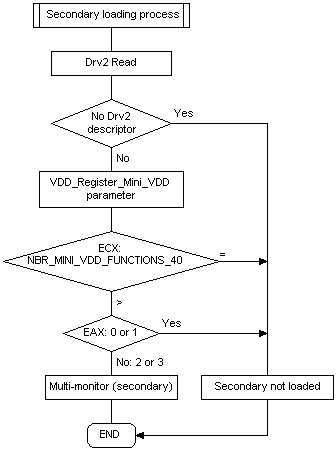 Secondary loading process
Drv2 Read
No Drv2
descriptor
Yes
No
VDD_Register_Mini_VDD
parameter
ECX:
NBR_MINI_VDD_FUNCTIONS_40
=
>
EAX: 0 or 1
Yes
No: 2 or 3
Multi-monitor (secondary)
Secondary not loaded
END